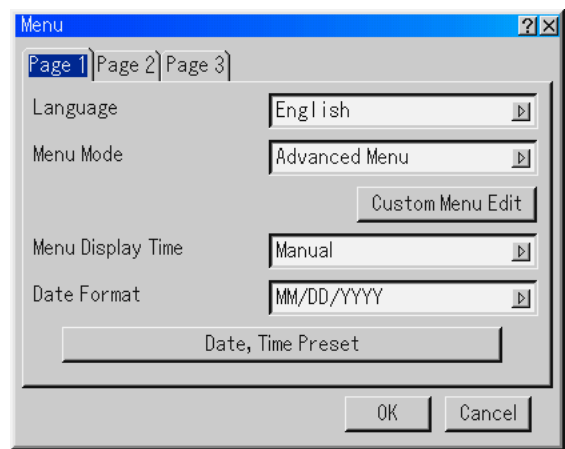 Menu ? X
Page 1 Page 2 Page 3
Language English
Menu Mode Advanced Menu
Custom Menu Edit
Menu Display Time Manual
Date Format MM/DD/YYYY
Date, Time Preset
OK Cancel